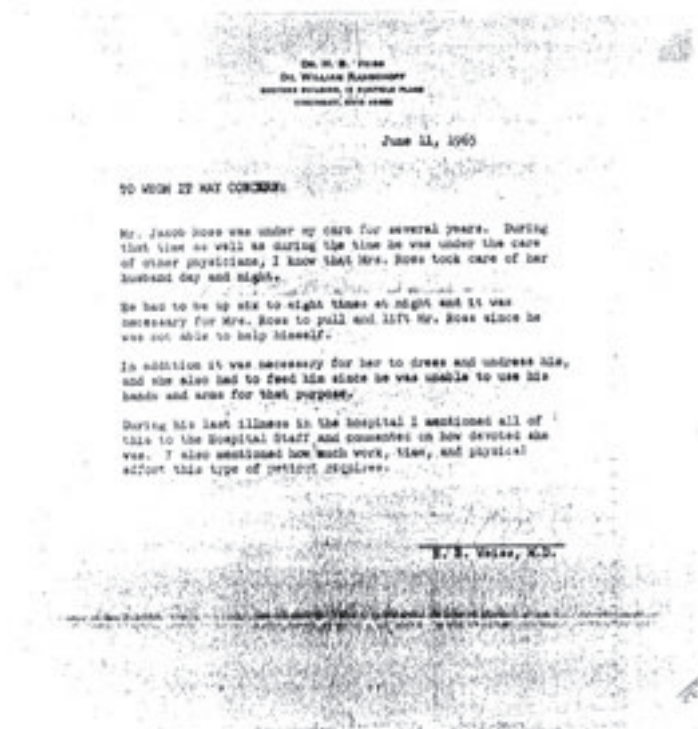 Dr. William
June 11, 1965
TO WHOM IT MAY CONCERN:
Mr. Jacob Ross was under my care for several years. During
that time as well as during the time he was under the care
of other physicians, I know that Mrs. Ross took care of her
husband day and night.
He had to be up six to eight times at night and it was
necessary for Mrs. Ross to pull and lift Mr. Ross since he
was not able to help himself.
In addition it was necessary for her to dress and undress his,
and she also had to feed him since he was unable to use his
hands and arms for that purpose.
During his last illness in the hospital I mentioned all of
this to the Hospital Staff and commented on how devoted she
was. I also mentioned how much work, time, and physical
effort this type of patient requires.
Weiss, M.D.